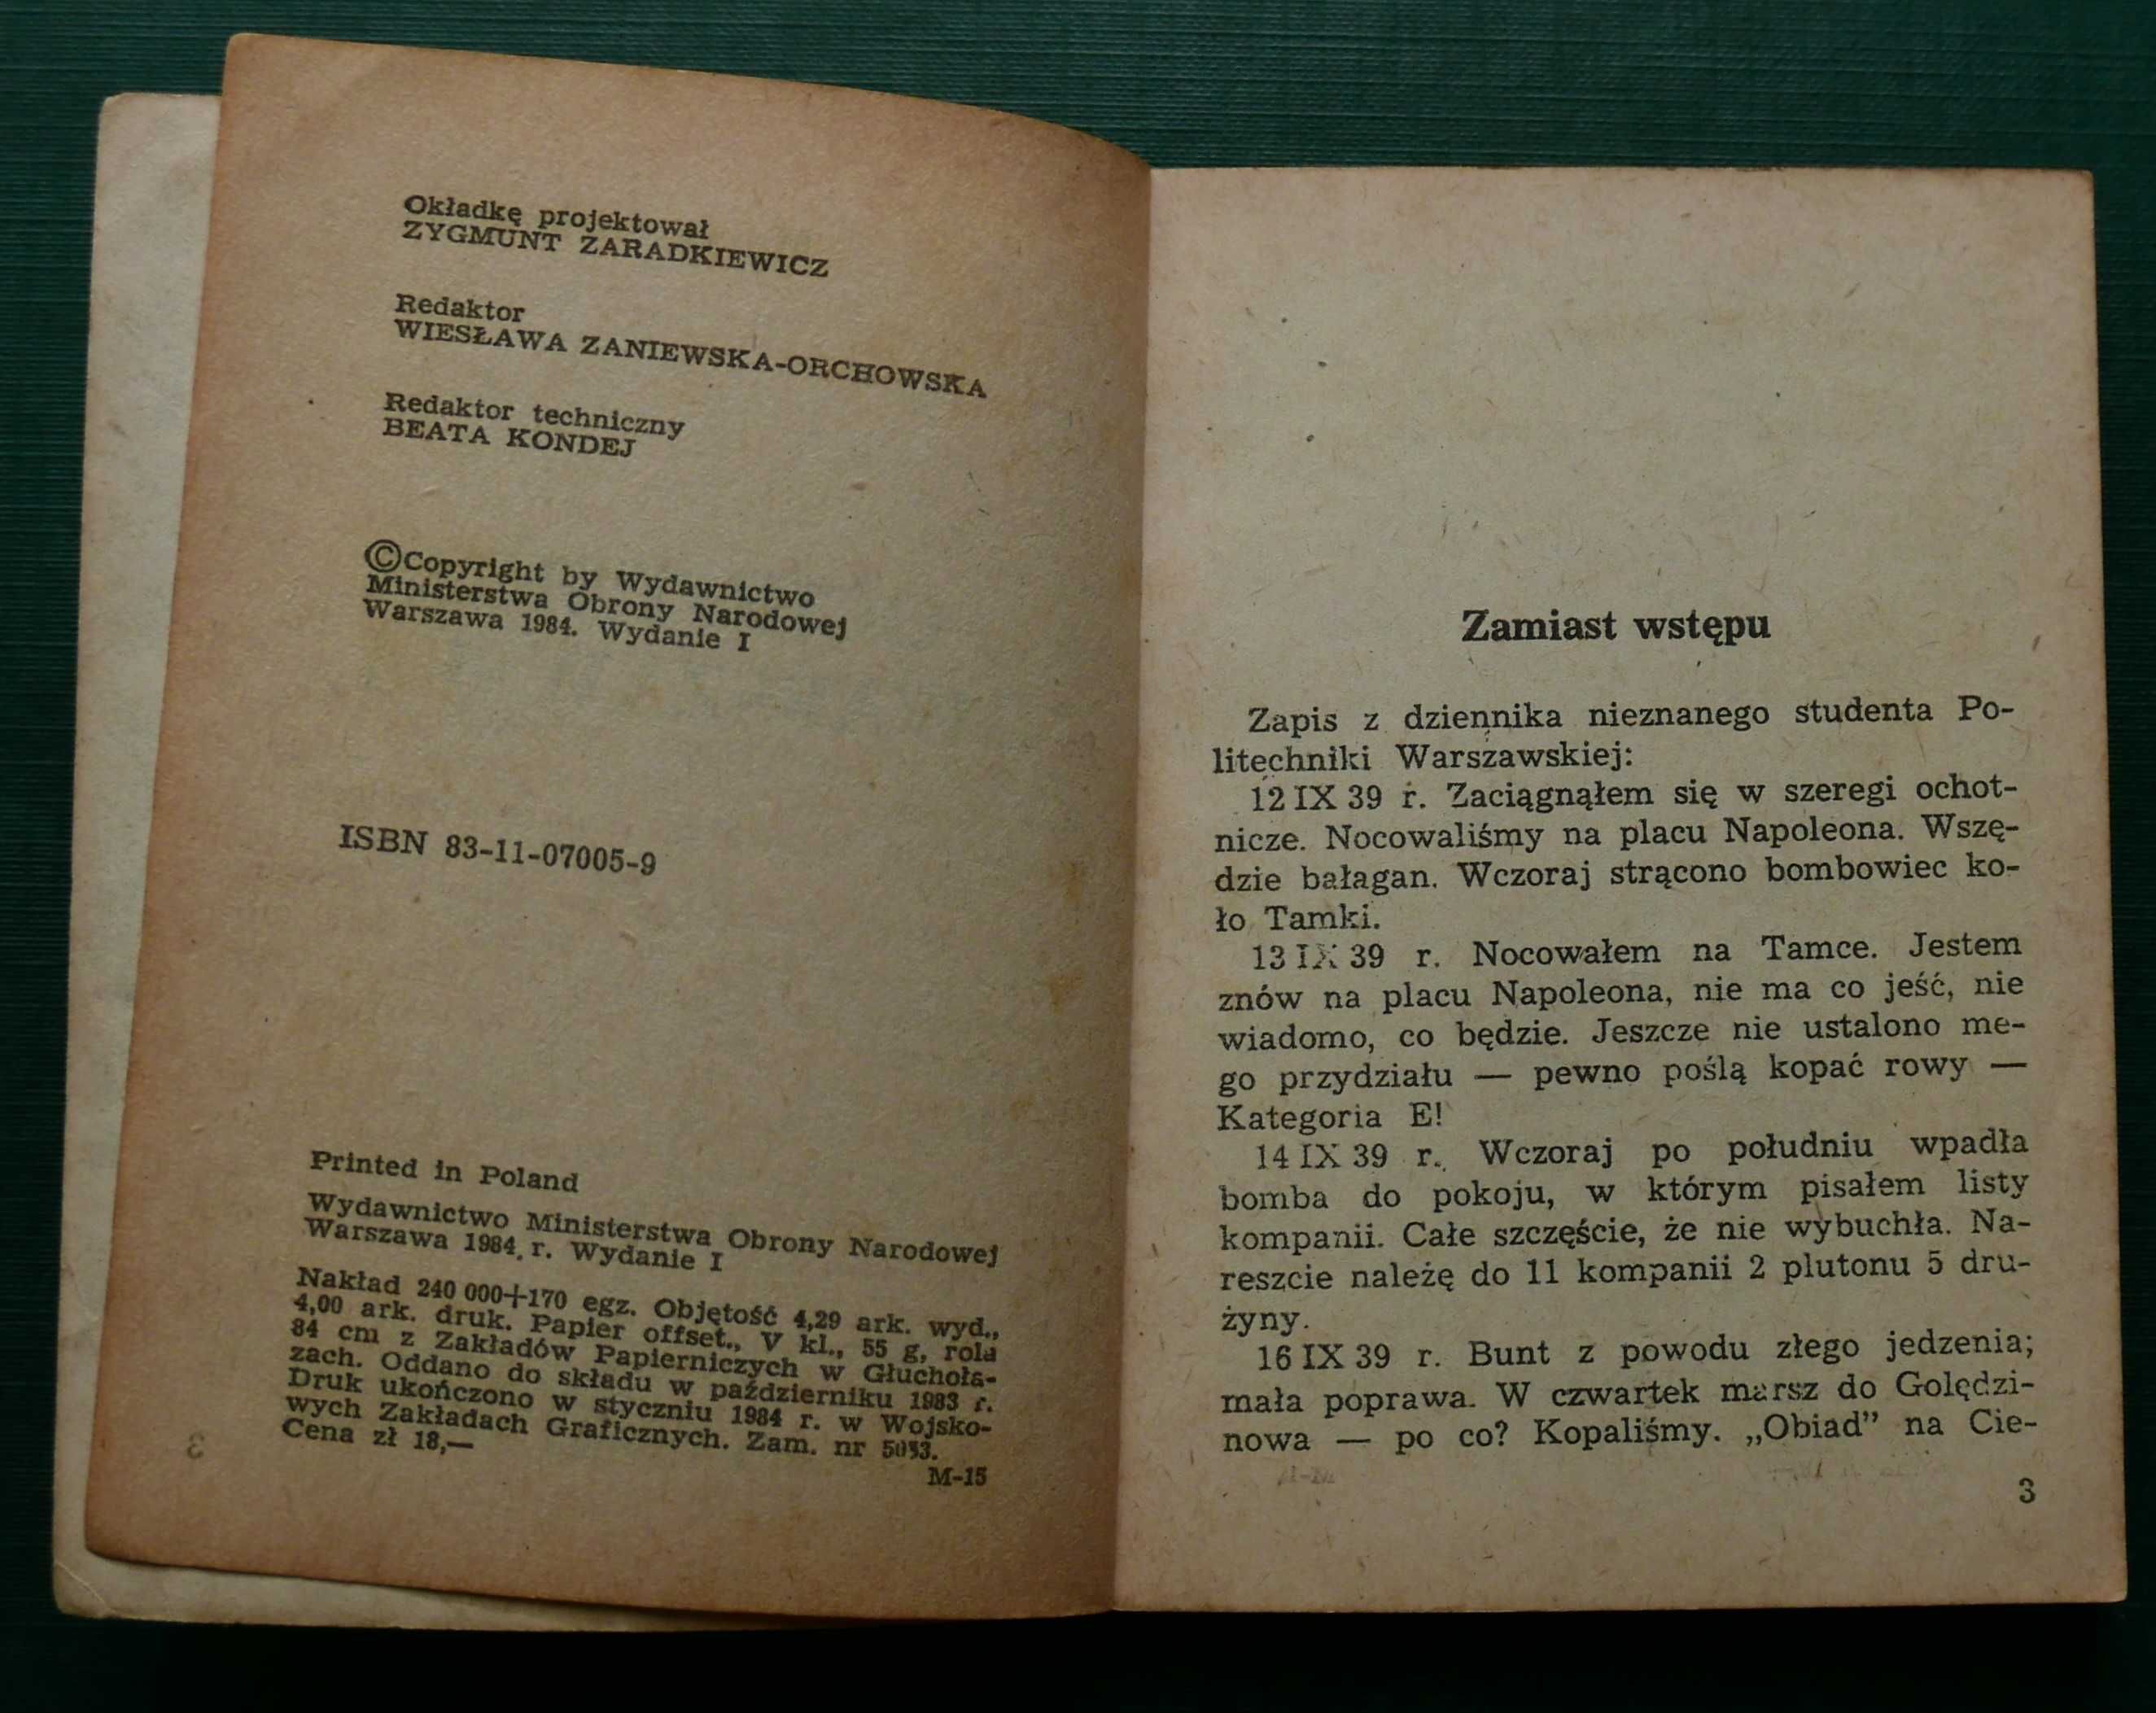 Okładkę projektował
ZYGMUNT ZARADKIEWICZ
Redaktor
WIESŁAWA ZANIEWSKA-ORCHOWSKA
Redaktor techniczny
BEATA KONDEJ
©Copyright by Wydawnictwo
Ministerstwa Obrony Narodowej
Warszawa 1984. Wydanie I
ISBN 83-11-07005-9
Printed in Poland
Wydawnictwo Ministerstwa Obrony Narodowej
Warszawa 1984 r. Wydanie I
Nakład 240 000+170 egz. Objętość 4,29 ark. wyd.,
4,00 ark. druk. Papier offset., V kl., 55 g, rola
84 cm z Zakładów Papierniczych w Głuchoła-
zach. Oddano do składu w październiku 1983 r.
Druk ukończono w styczniu 1984 r. w Wojsko-
wych Zakładach Graficznych. Zam. nr
Cena zł 18,—
M-15
Zamiast wstępu
Zapis z dziennika nieznanego studenta Po-
litechniki Warszawskiej:
12 IX 39 r. Zaciągnąłem się w szeregi ochot-
nicze. Nocowaliśmy na placu Napoleona. Wszę-
dzie bałagan. Wczoraj strącono bombowiec ko-
ło Tamki.
13 IX 39 r. Nocowałem na Tamce. Jestem
znów na placu Napoleona, nie ma co jeść, nie
wiadomo, co będzie. Jeszcze nie ustalono me-
go przydziału — pewno poślą kopać rowy —
Kategoria E!
14 IX 39 r. Wczoraj po południu wpadła
bomba do pokoju, w którym pisałem listy
kompanii. Całe szczęście, że nie wybuchła. Na-
reszcie należę do 11 kompanii 2 plutonu 5 dru-
żyny.
16 IX 39 r. Bunt z powodu złego jedzenia;
mała poprawa. W czwartek marsz do Golędzi-
nowa — po co? Kopaliśmy. „Obiad” na Cie-
3